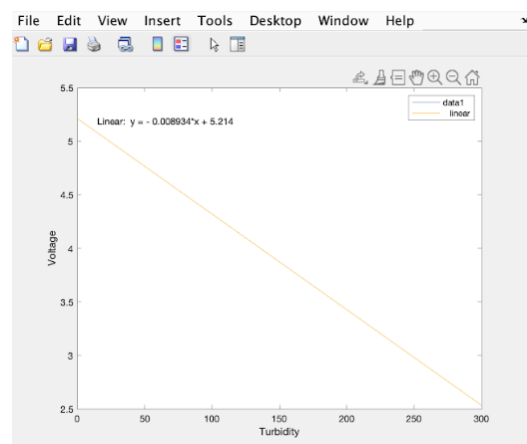 File Edit View Insert Tools Desktop Window Help
5.5
data1
linear
Linear: y = - 0.008934*x + 5.214
5
4.5
4
3.5
3
2.5
Voltage
0 50 100 150 200 250 300
Turbidity